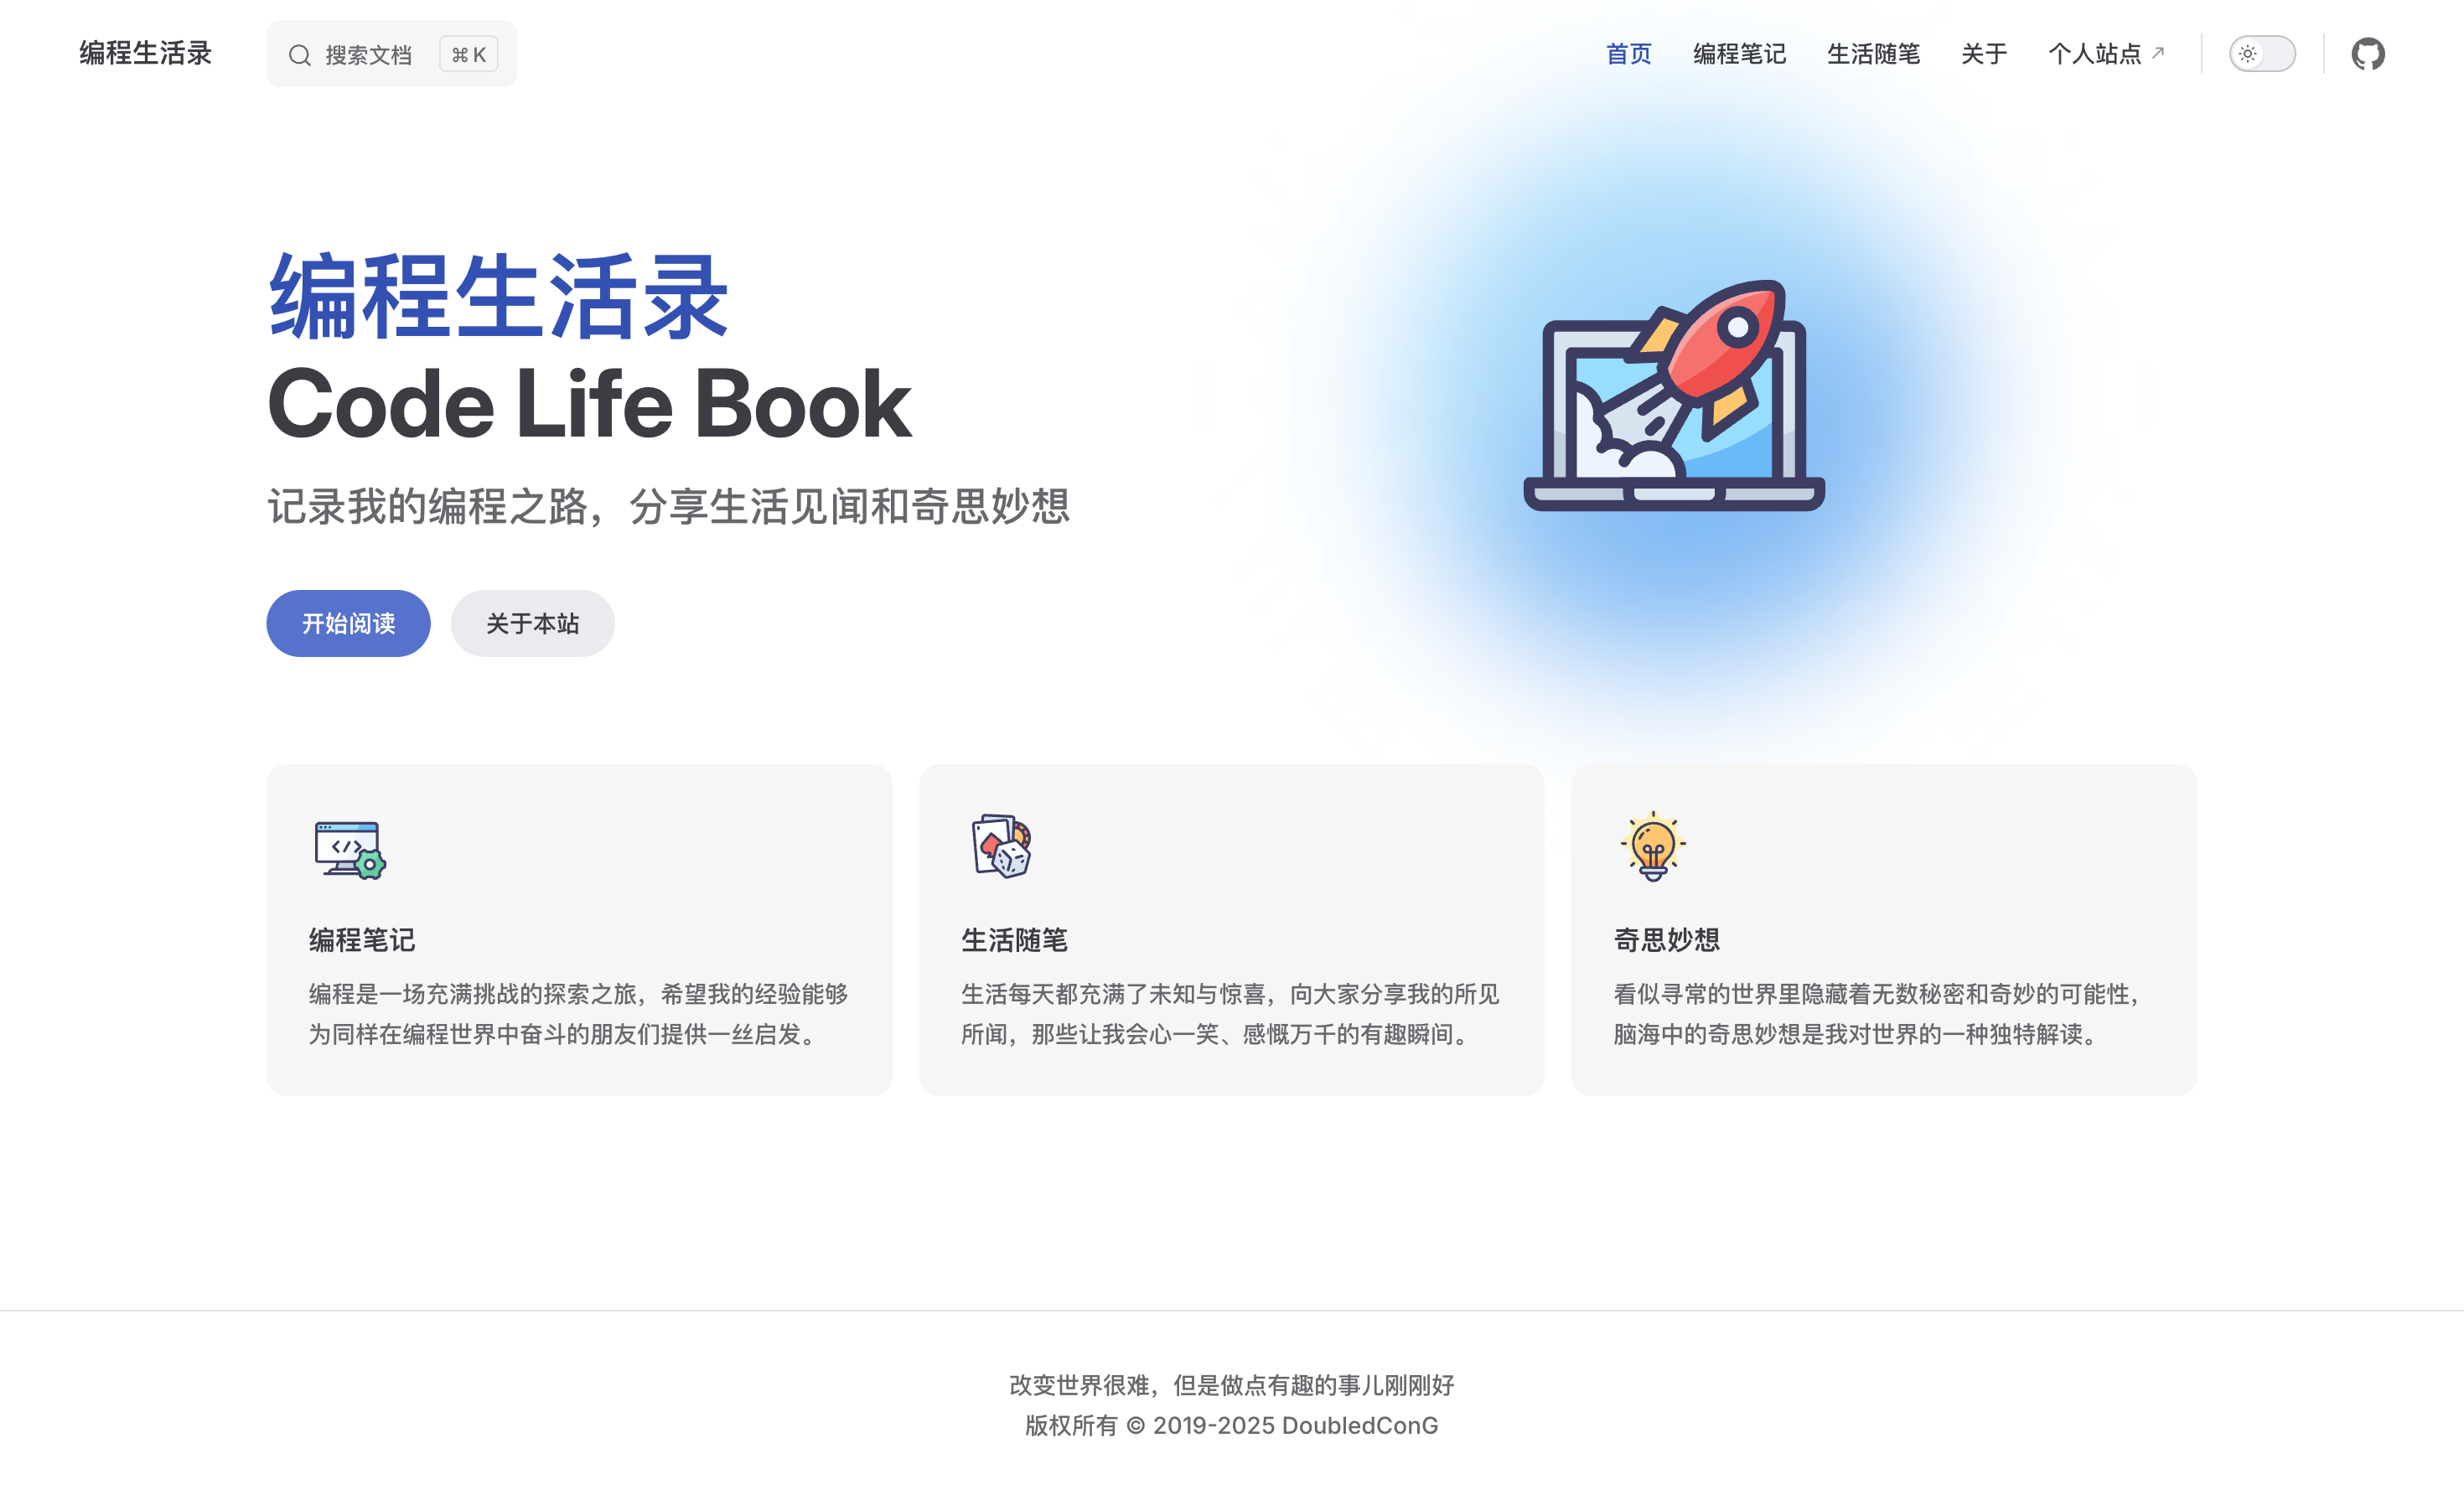 编程生活录
搜索文档 ⌘ K
首页 编程笔记 生活随笔 关于 个人站点
编程生活录
Code Life Book
记录我的编程之路，分享生活见闻和奇思妙想
开始阅读 关于本站
</>
编程笔记
编程是一场充满挑战的探索之旅，希望我的经验能够
为同样在编程世界中奋斗的朋友们提供一丝启发。
生活随笔
生活每天都充满了未知与惊喜，向大家分享我的所见
所闻，那些让我会心一笑、感慨万千的有趣瞬间。
奇思妙想
看似寻常的世界里隐藏着无数秘密和奇妙的可能性，
脑海中的奇思妙想是我对世界的一种独特解读。
改变世界很难，但是做点有趣的事儿刚刚好
版权所有 © 2019-2025 DoubledConG